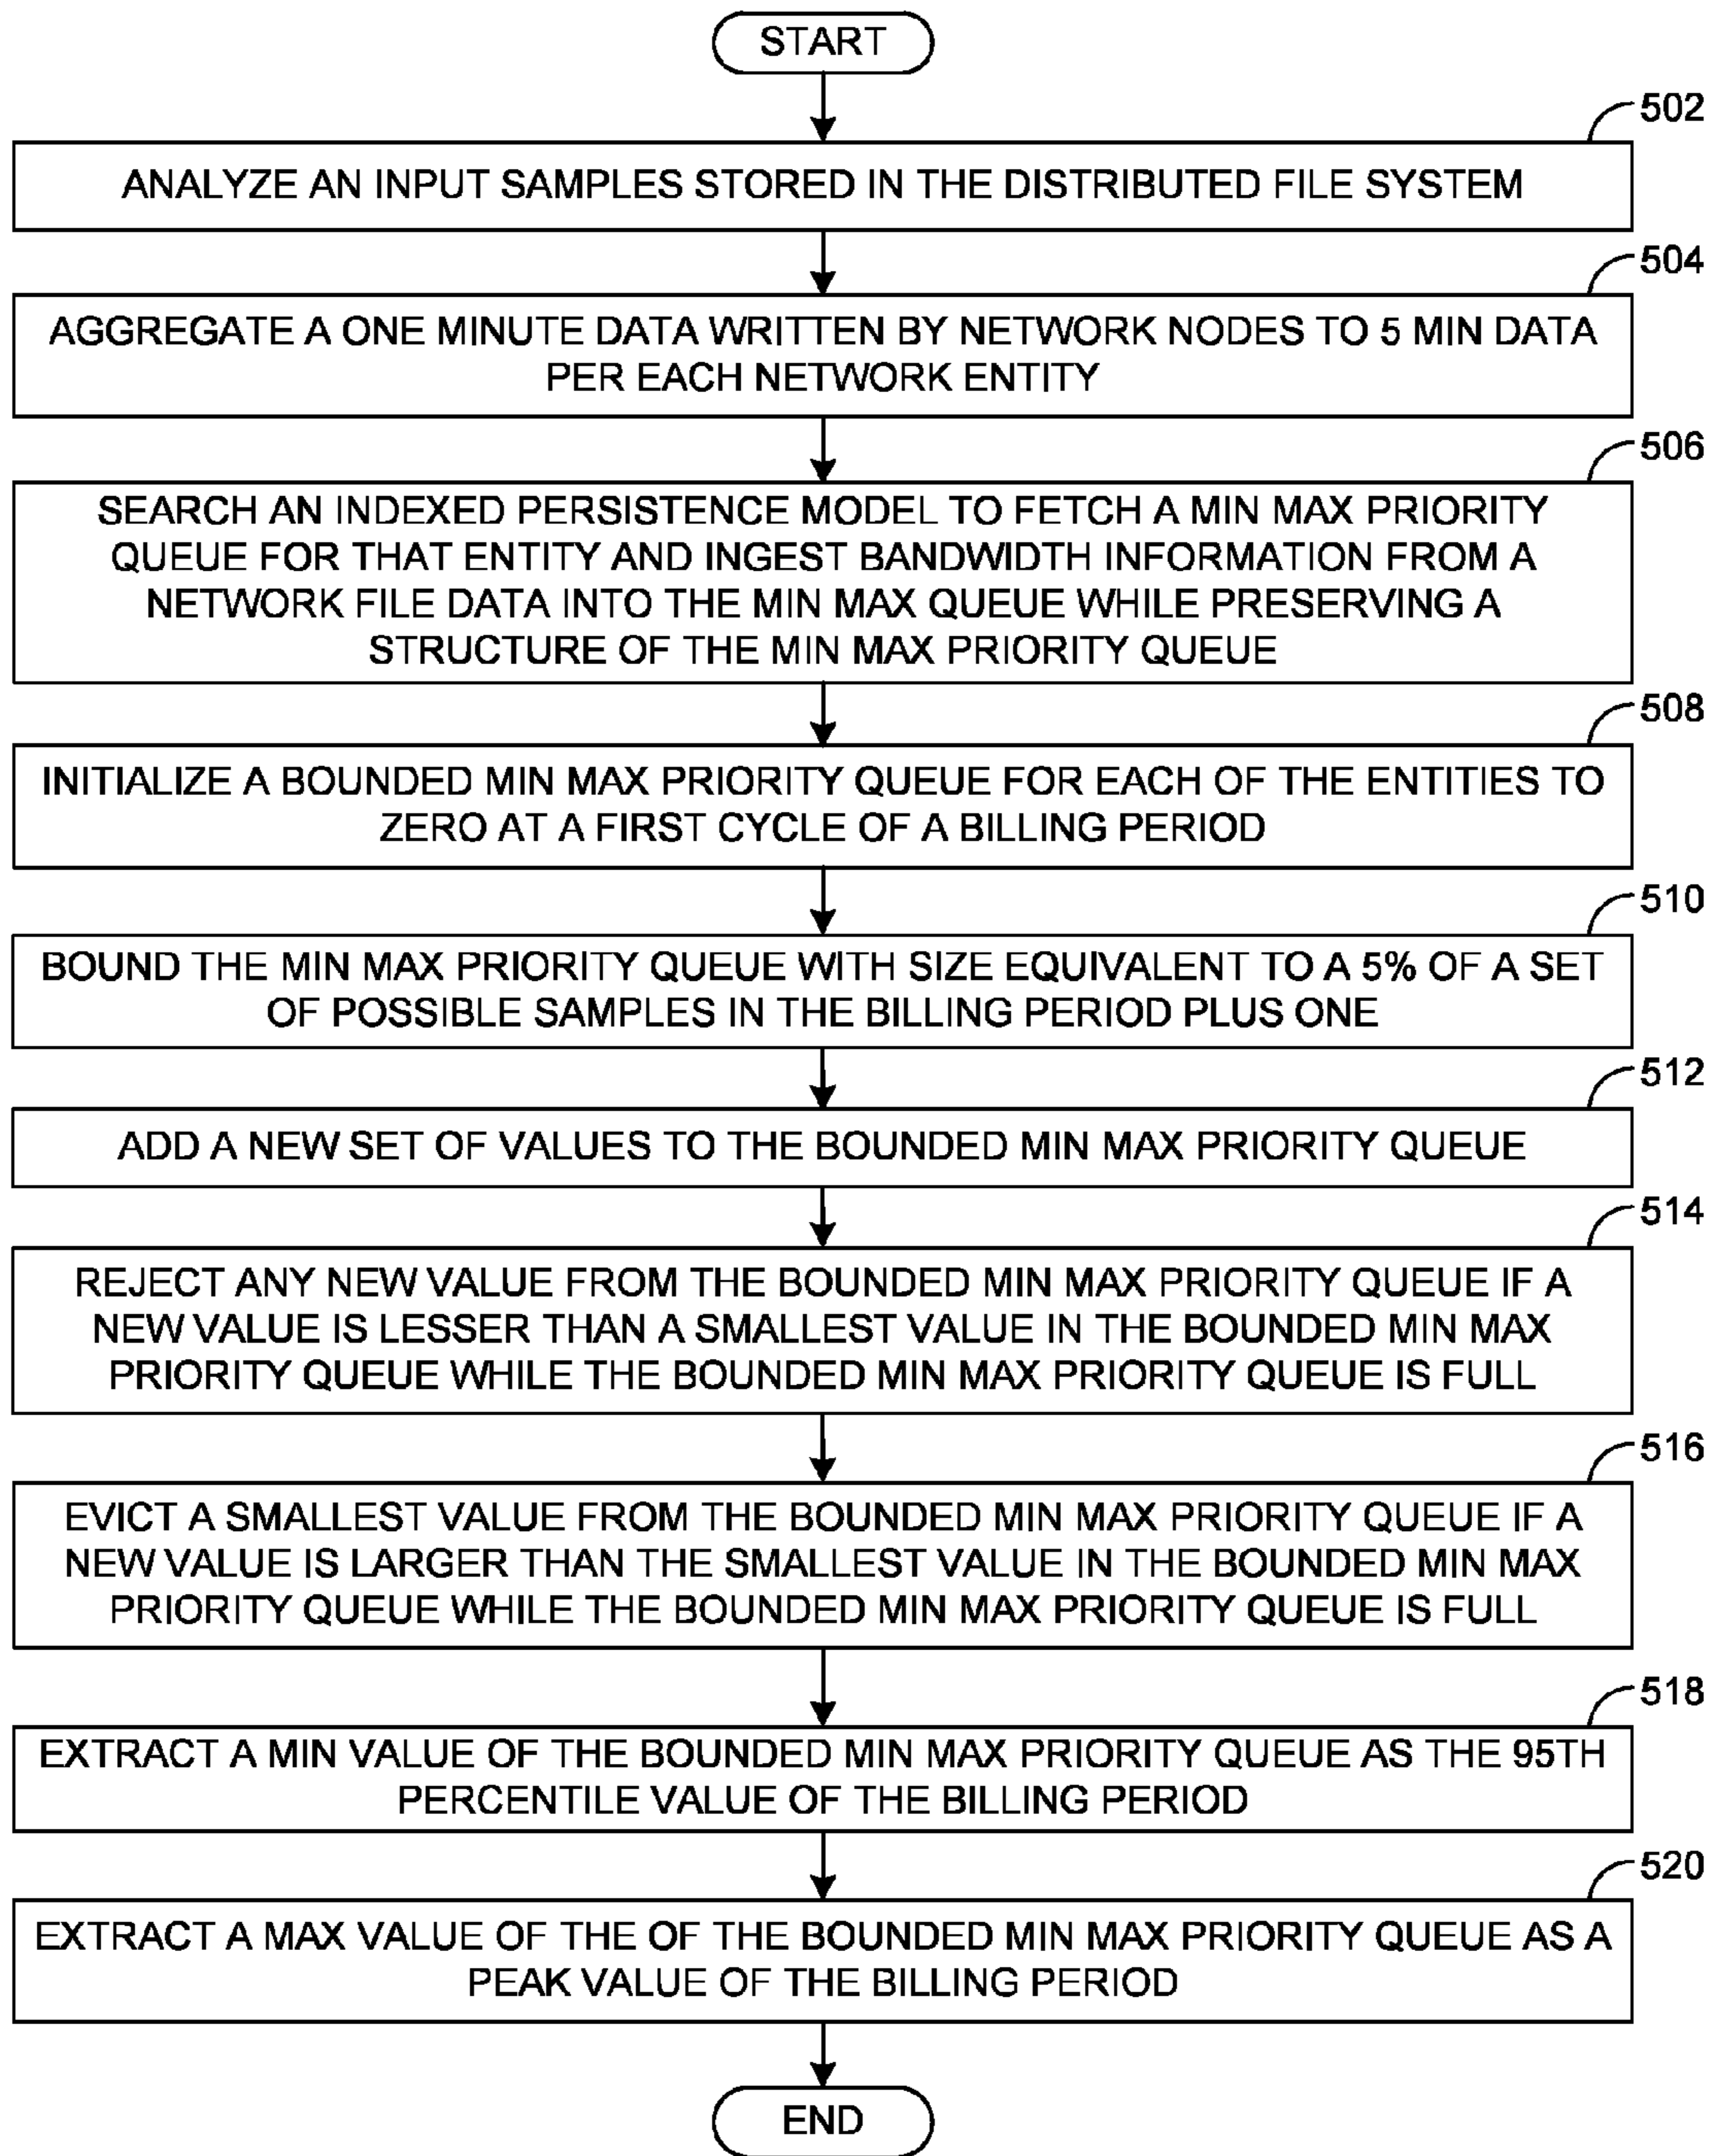 START
502
ANALYZE AN INPUT SAMPLES STORED IN THE DISTRIBUTED FILE SYSTEM
504
AGGREGATE A ONE MINUTE DATA WRITTEN BY NETWORK NODES TO 5 MIN DATA
PER EACH NETWORK ENTITY
506
SEARCH AN INDEXED PERSISTENCE MODEL TO FETCH A MIN MAX PRIORITY
QUEUE FOR THAT ENTITY AND INGEST BANDWIDTH INFORMATION FROM A
NETWORK FILE DATA INTO THE MIN MAX QUEUE WHILE PRESERVING A
STRUCTURE OF THE MIN MAX PRIORITY QUEUE
508
INITIALIZE A BOUNDED MIN MAX PRIORITY QUEUE FOR EACH OF THE ENTITIES TO
ZERO AT A FIRST CYCLE OF A BILLING PERIOD
510
BOUND THE MIN MAX PRIORITY QUEUE WITH SIZE EQUIVALENT TO A 5% OF A SET
OF POSSIBLE SAMPLES IN THE BILLING PERIOD PLUS ONE
512
ADD A NEW SET OF VALUES TO THE BOUNDED MIN MAX PRIORITY QUEUE
514
REJECT ANY NEW VALUE FROM THE BOUNDED MIN MAX PRIORITY QUEUE IF A
NEW VALUE IS LESSER THAN A SMALLEST VALUE IN THE BOUNDED MIN MAX
PRIORITY QUEUE WHILE THE BOUNDED MIN MAX PRIORITY QUEUE IS FULL
516
EVICT A SMALLEST VALUE FROM THE BOUNDED MIN MAX PRIORITY QUEUE IF A
NEW VALUE IS LARGER THAN THE SMALLEST VALUE IN THE BOUNDED MIN MAX
PRIORITY QUEUE WHILE THE BOUNDED MIN MAX PRIORITY QUEUE IS FULL
518
EXTRACT A MIN VALUE OF THE BOUNDED MIN MAX PRIORITY QUEUE AS THE 95TH
PERCENTILE VALUE OF THE BILLING PERIOD
520
EXTRACT A MAX VALUE OF THE OF THE BOUNDED MIN MAX PRIORITY QUEUE AS A
PEAK VALUE OF THE BILLING PERIOD
END